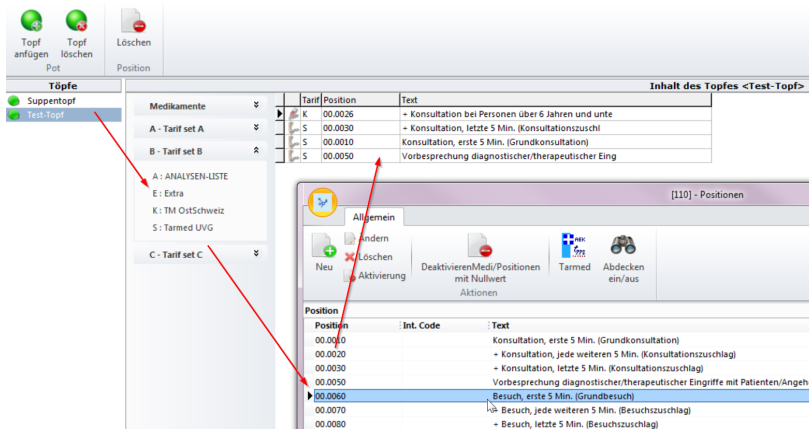 Topf anfügen
Topf löschen
Löschen
Pot
Position
Töpfe
Inhalt des Topfes <Test-Topf>
Suppentopf
Test-Topf
Medikamente
A - Tarif set A
B - Tarif set B
A : ANALYSEN-LISTE
E : Extra
K : TM OstSchweiz
S : Tarmed UVG
C - Tarif set C
Tarif Position Text
K 00.0026 + Konsultation bei Personen über 6 Jahren und unte
S 00.0030 + Konsultation, letzte 5 Min. (Konsultationszuschl
S 00.0010 Konsultation, erste 5 Min. (Grundkonsultation)
S 00.0050 Vorbesprechung diagnostischer/therapeutischer Eing
[110] - Positionen
Allgemein
Neu
Ändern
Löschen
Aktivierung
DeaktivierenMedi/Positionen
mit Nullwert
Tarmed
Abdecken
ein/aus
Aktionen
Position
Position Int. Code Text
00.0010 Konsultation, erste 5 Min. (Grundkonsultation)
00.0020 + Konsultation, jede weiteren 5 Min. (Konsultationszuschlag)
00.0030 + Konsultation, letzte 5 Min. (Konsultationszuschlag)
00.0050 Vorbesprechung diagnostischer/therapeutischer Eingriffe mit Patienten/Angeh
00.0060 Besuch, erste 5 Min. (Grundbesuch)
00.0070 + Besuch, jede weiteren 5 Min. (Besuchszuschlag)
00.0080 + Besuch, letzte 5 Min. (Besuchszuschlag)